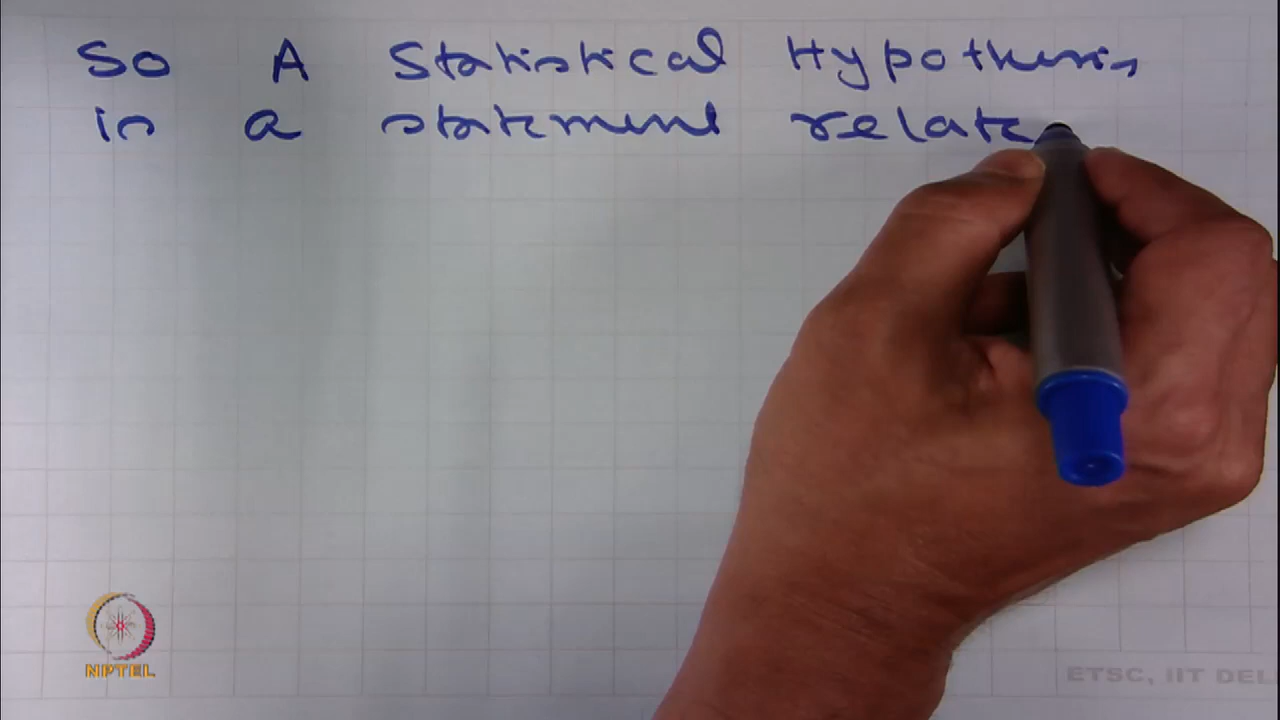 So A Statistical Hypothesis
is a statement relate
NPTEL
ETSC, IIT DEL